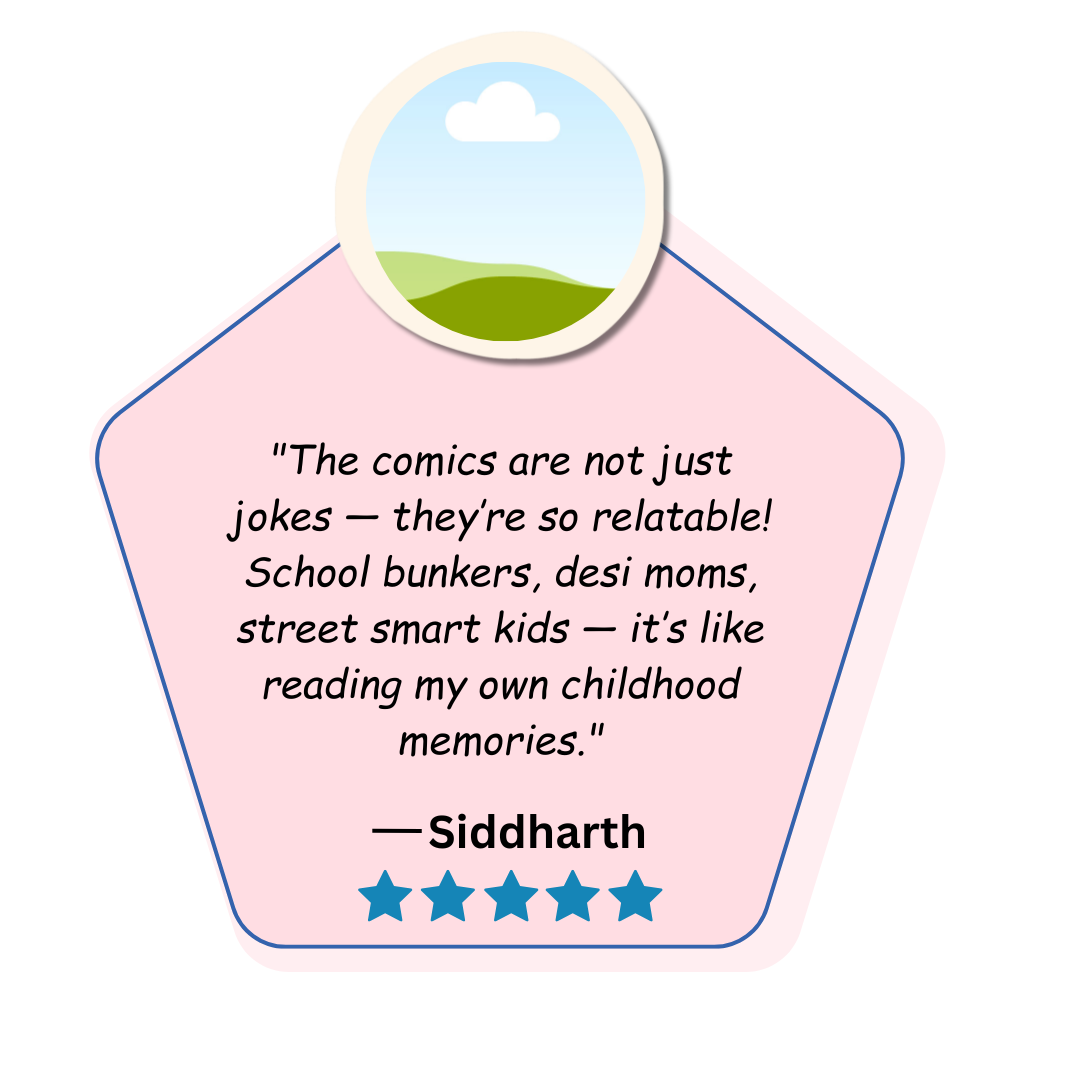 "The comics are not just
jokes — they’re so relatable!
School bunkers, desi moms,
street smart kids — it’s like
reading my own childhood
memories."
—Siddharth